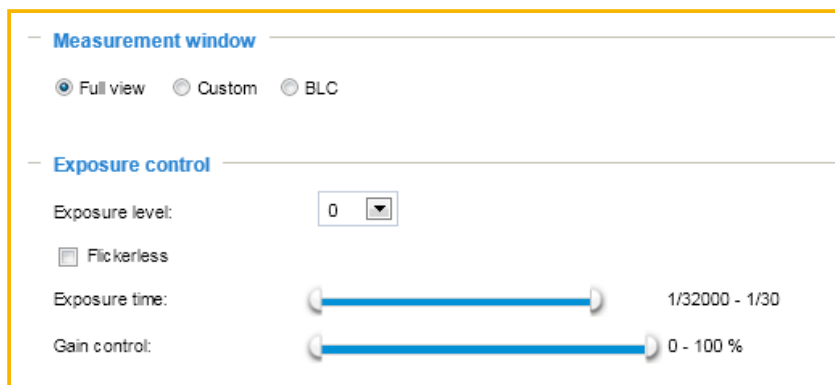 Measurement window
Full view Custom BLC
Exposure control
Exposure level: 0
Flickerless
Exposure time: 1/32000 - 1/30
Gain control: 0 - 100 %